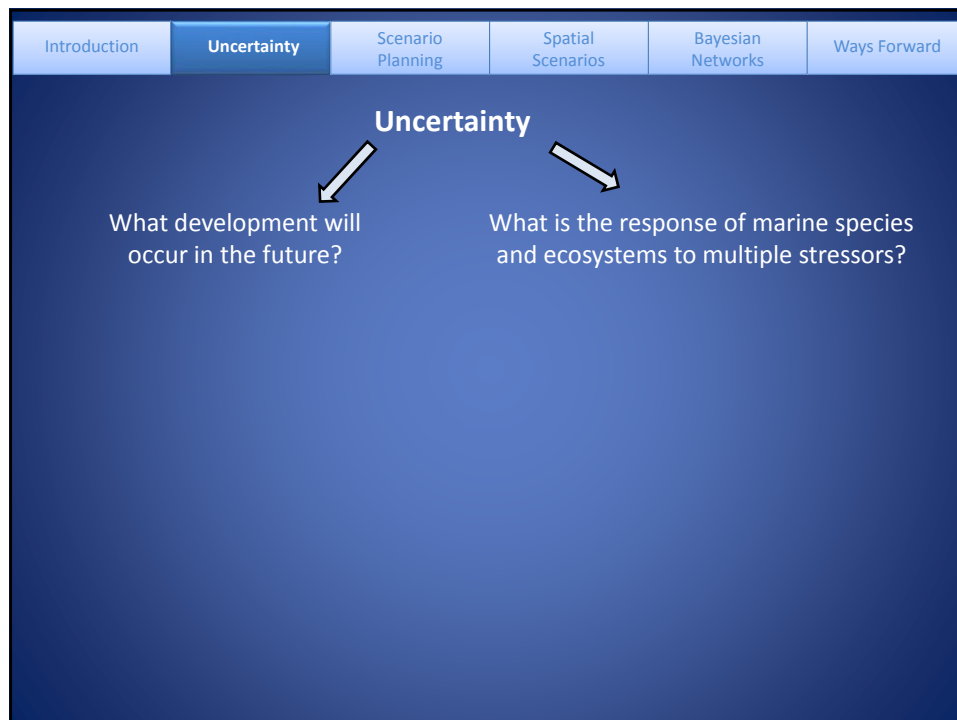 Introduction
Uncertainty
Scenario
Planning
Spatial
Scenarios
Bayesian
Networks
Ways Forward
Uncertainty
What development will
occur in the future?
What is the response of marine species
and ecosystems to multiple stressors?